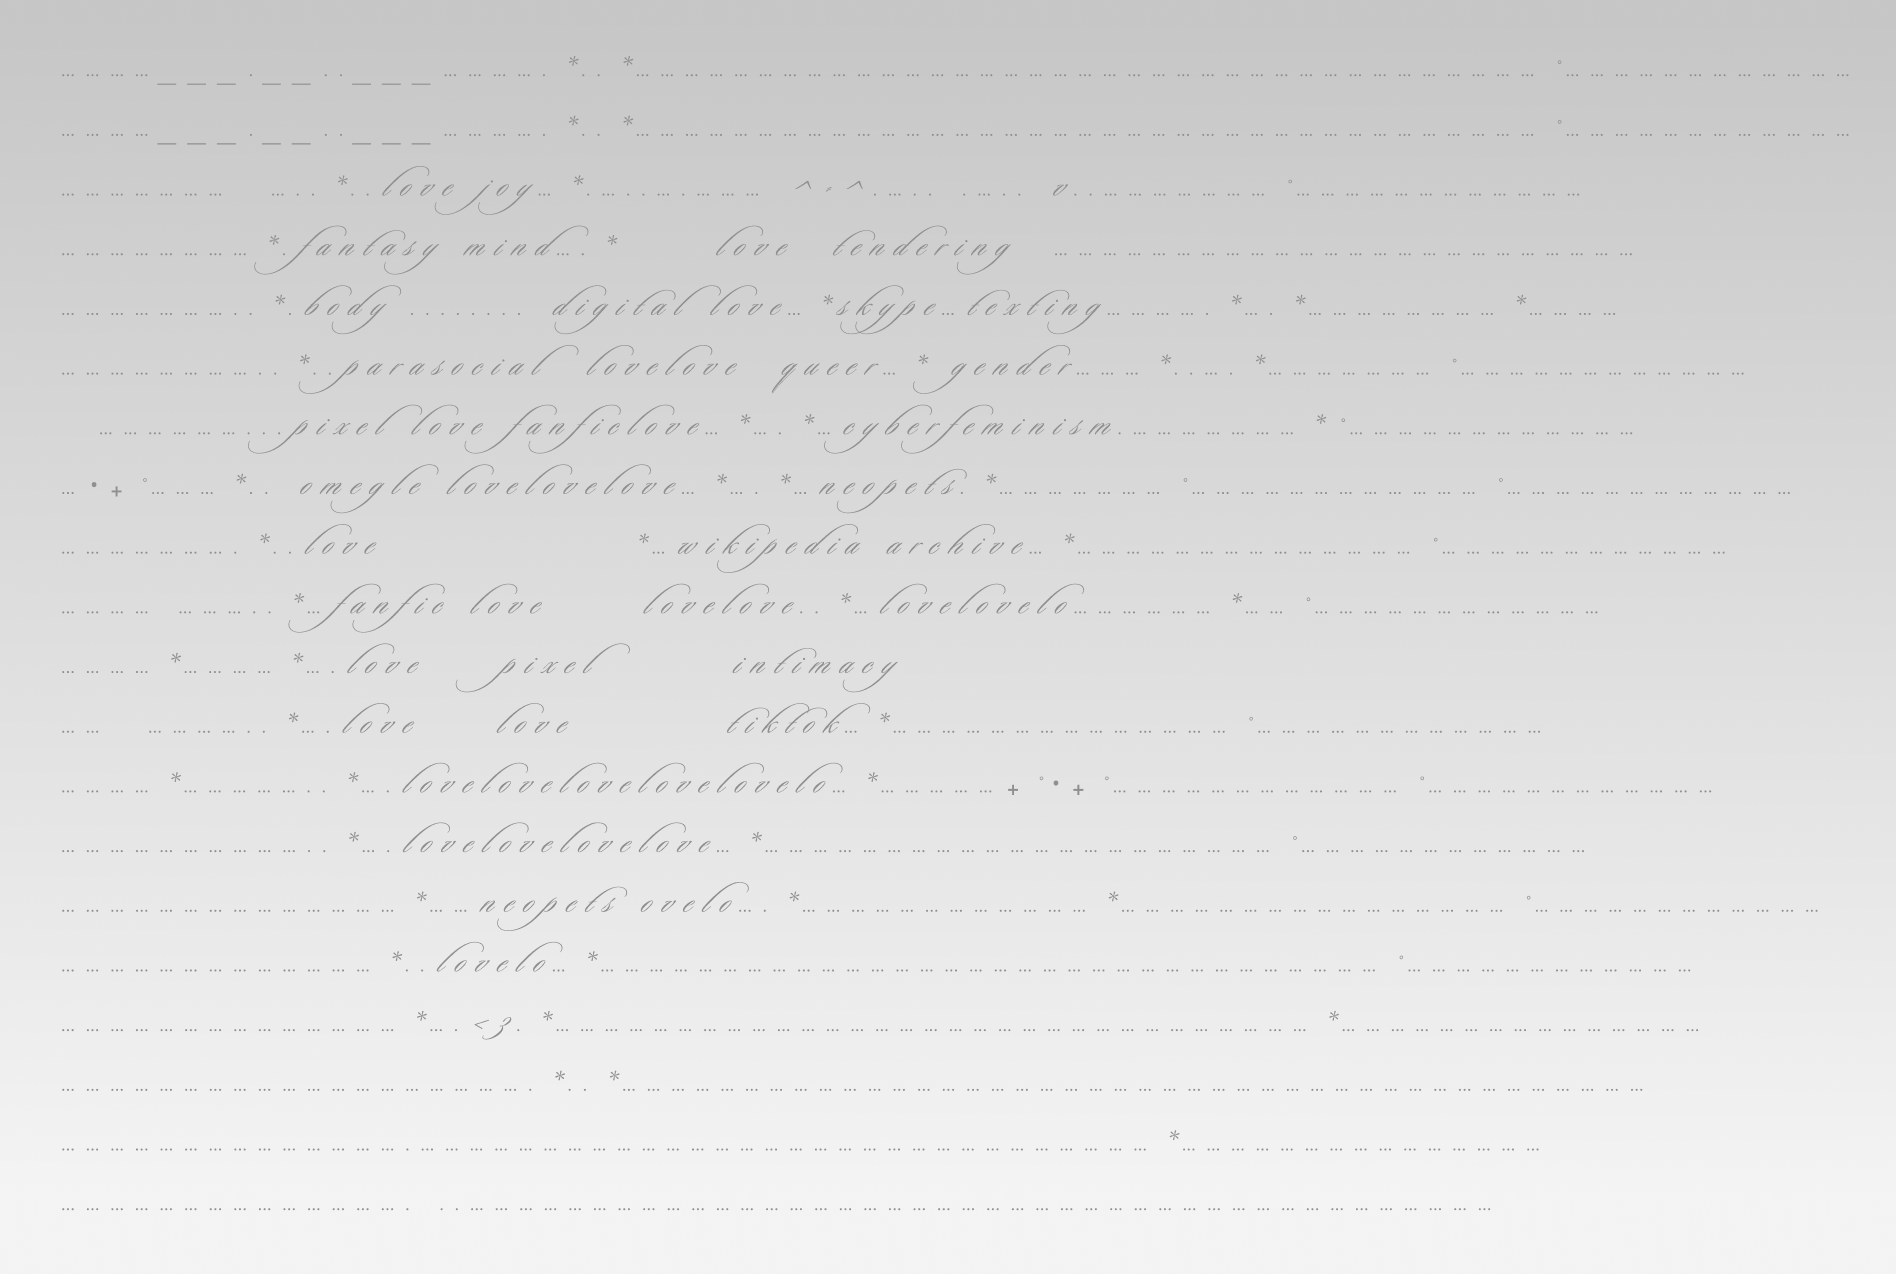 … … … … _ _ _ . _ _ . . _ _ _ … … … … . * . . * … … … … … … … … … … … … … … … … … … … … … … … … … … … … … … … … … … … … … ° … … … … … … … … … … … …
… … … … _ _ _ . _ _ . . _ _ _ … … … … . * . . * … … … … … … … … … … … … … … … … … … … … … … … … … … … … … … … … … … … … … ° … … … … … … … … … … … …
… … … … … … … … . . * . . love joy … * . … . . … . … … … ^ = ^ . … . . . … . . v . . … … … … … … … … ° … … … … … … … … … … … …
… … … … … … … … * . fantasy mind … . * love tendering … … … … … … … … … … … … … … … … … … … … … … … …
… … … … … … … . . * . body . . . . . . . . digital love … * skype … texting … … … … . * … . * … … … … … … … … * … … … …
… … … … … … … … . . * . . parasocial lovelove queer … * gender … … … * . . … . * … … … … … … … ° … … … … … … … … … … … …
… … … … … … . . . pixel love fanficlove … * … . * … cyberfeminism . … … … … … … … * ° … … … … … … … … … … … …
… • + ° … … … * . . omegle lovelovelove … * … . * … neopets . * … … … … … … … ° … … … … … … … … … … … … ° … … … … … … … … … … … …
… … … … … … … . * . . love * … wikipedia archive … * … … … … … … … … … … … … … … ° … … … … … … … … … … … …
… … … … … … … . . * … fanfic love lovelove . . * … lovelovelo … … … … … … * … … ° … … … … … … … … … … … …
… … … … * … … … … * … . love pixel intimacy
… … … … … . . * … . love love tiktok … * … … … … … … … … … … … … … … ° … … … … … … … … … … … …
… … … … * … … … … . . * … . lovelovelovelovelovelo … * … … … … … + ° • + ° … … … … … … … … … … … … … ° … … … … … … … … … … … …
… … … … … … … … … … . . * … . lovelovelovelove … * … … … … … … … … … … … … … … … … … … … … … ° … … … … … … … … … … … …
… … … … … … … … … … … … … … * … … neopets ovelo … . * … … … … … … … … … … … … * … … … … … … … … … … … … … … … … ° … … … … … … … … … … … …
… … … … … … … … … … … … … * . . lovelo … * … … … … … … … … … … … … … … … … … … … … … … … … … … … … … … … … ° … … … … … … … … … … … …
… … … … … … … … … … … … … … * … . <3 . * … … … … … … … … … … … … … … … … … … … … … … … … … … … … … … … * … … … … … … … … … … … … … … …
… … … … … … … … … … … … … … … … … … … . * . . * … … … … … … … … … … … … … … … … … … … … … … … … … … … … … … … … … … … … … … … … … …
… … … … … … … … … … … … … … . … … … … … … … … … … … … … … … … … … … … … … … … … … … … … … … … * … … … … … … … … … … … … … … …
… … … … … … … … … … … … … … . . . … … … … … … … … … … … … … … … … … … … … … … … … … … … … … … … … … … … … … … … … … …